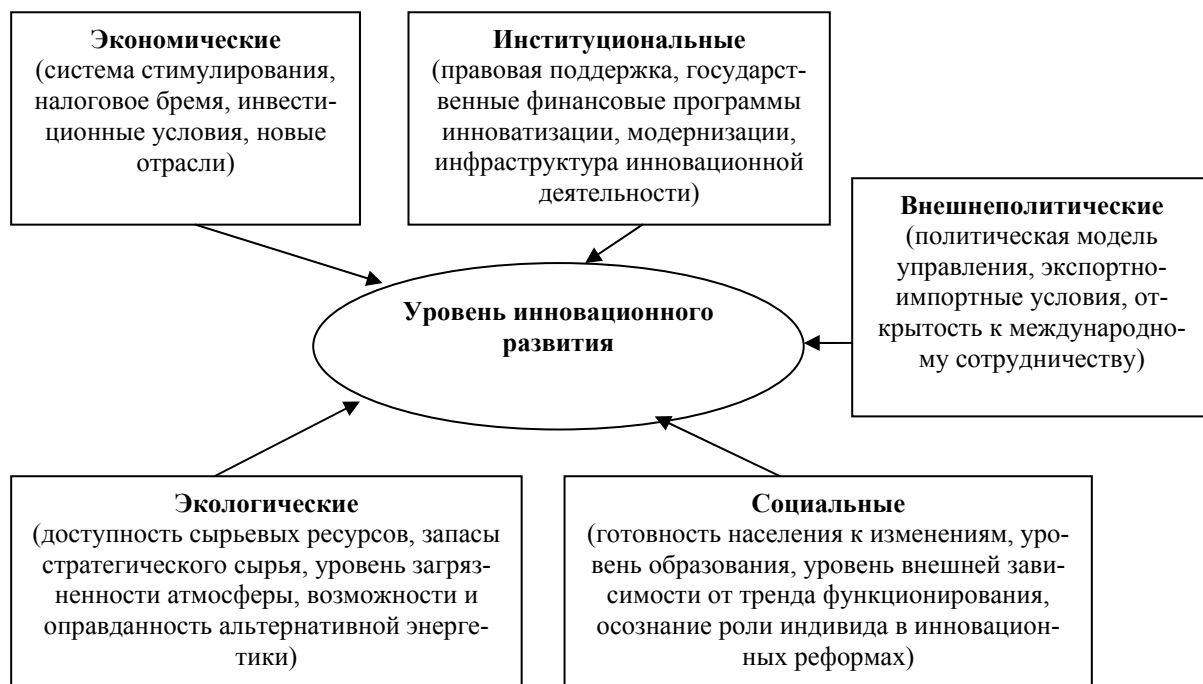 Экономические
(система стимулирования,
налоговое бремя, инвести-
ционные условия, новые
отрасли)
Институциональные
(правовая поддержка, государст-
венные финансовые программы
инноватизации, модернизации,
инфраструктура инновационной
деятельности)
Внешнеполитические
(политическая модель
управления, экспортно-
импортные условия, от-
крытость к международно-
му сотрудничеству)
Уровень инновационного
развития
Экологические
(доступность сырьевых ресурсов, запасы
стратегического сырья, уровень загряз-
ненности атмосферы, возможности и
оправданность альтернативной энерге-
тики)
Социальные
(готовность населения к изменениям, уро-
вень образования, уровень внешней зави-
симости от тренда функционирования,
осознание роли индивида в инновацион-
ных реформах)